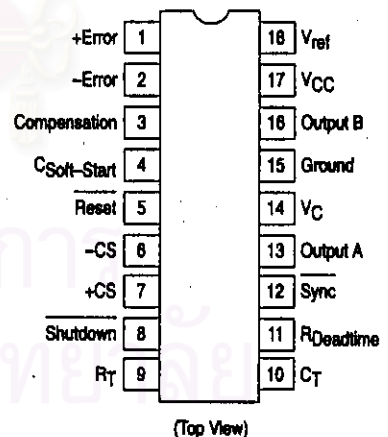 +Error 1 18 Vref
–Error 2 17 VCC
Compensation 3 16 Output B
CSoft–Start 4 15 Ground
Reset 5 14 VC
–CS 6 13 Output A
+CS 7 12 Sync
Shutdown 8 11 RDeadtime
RT 9 10 CT
(Top View)